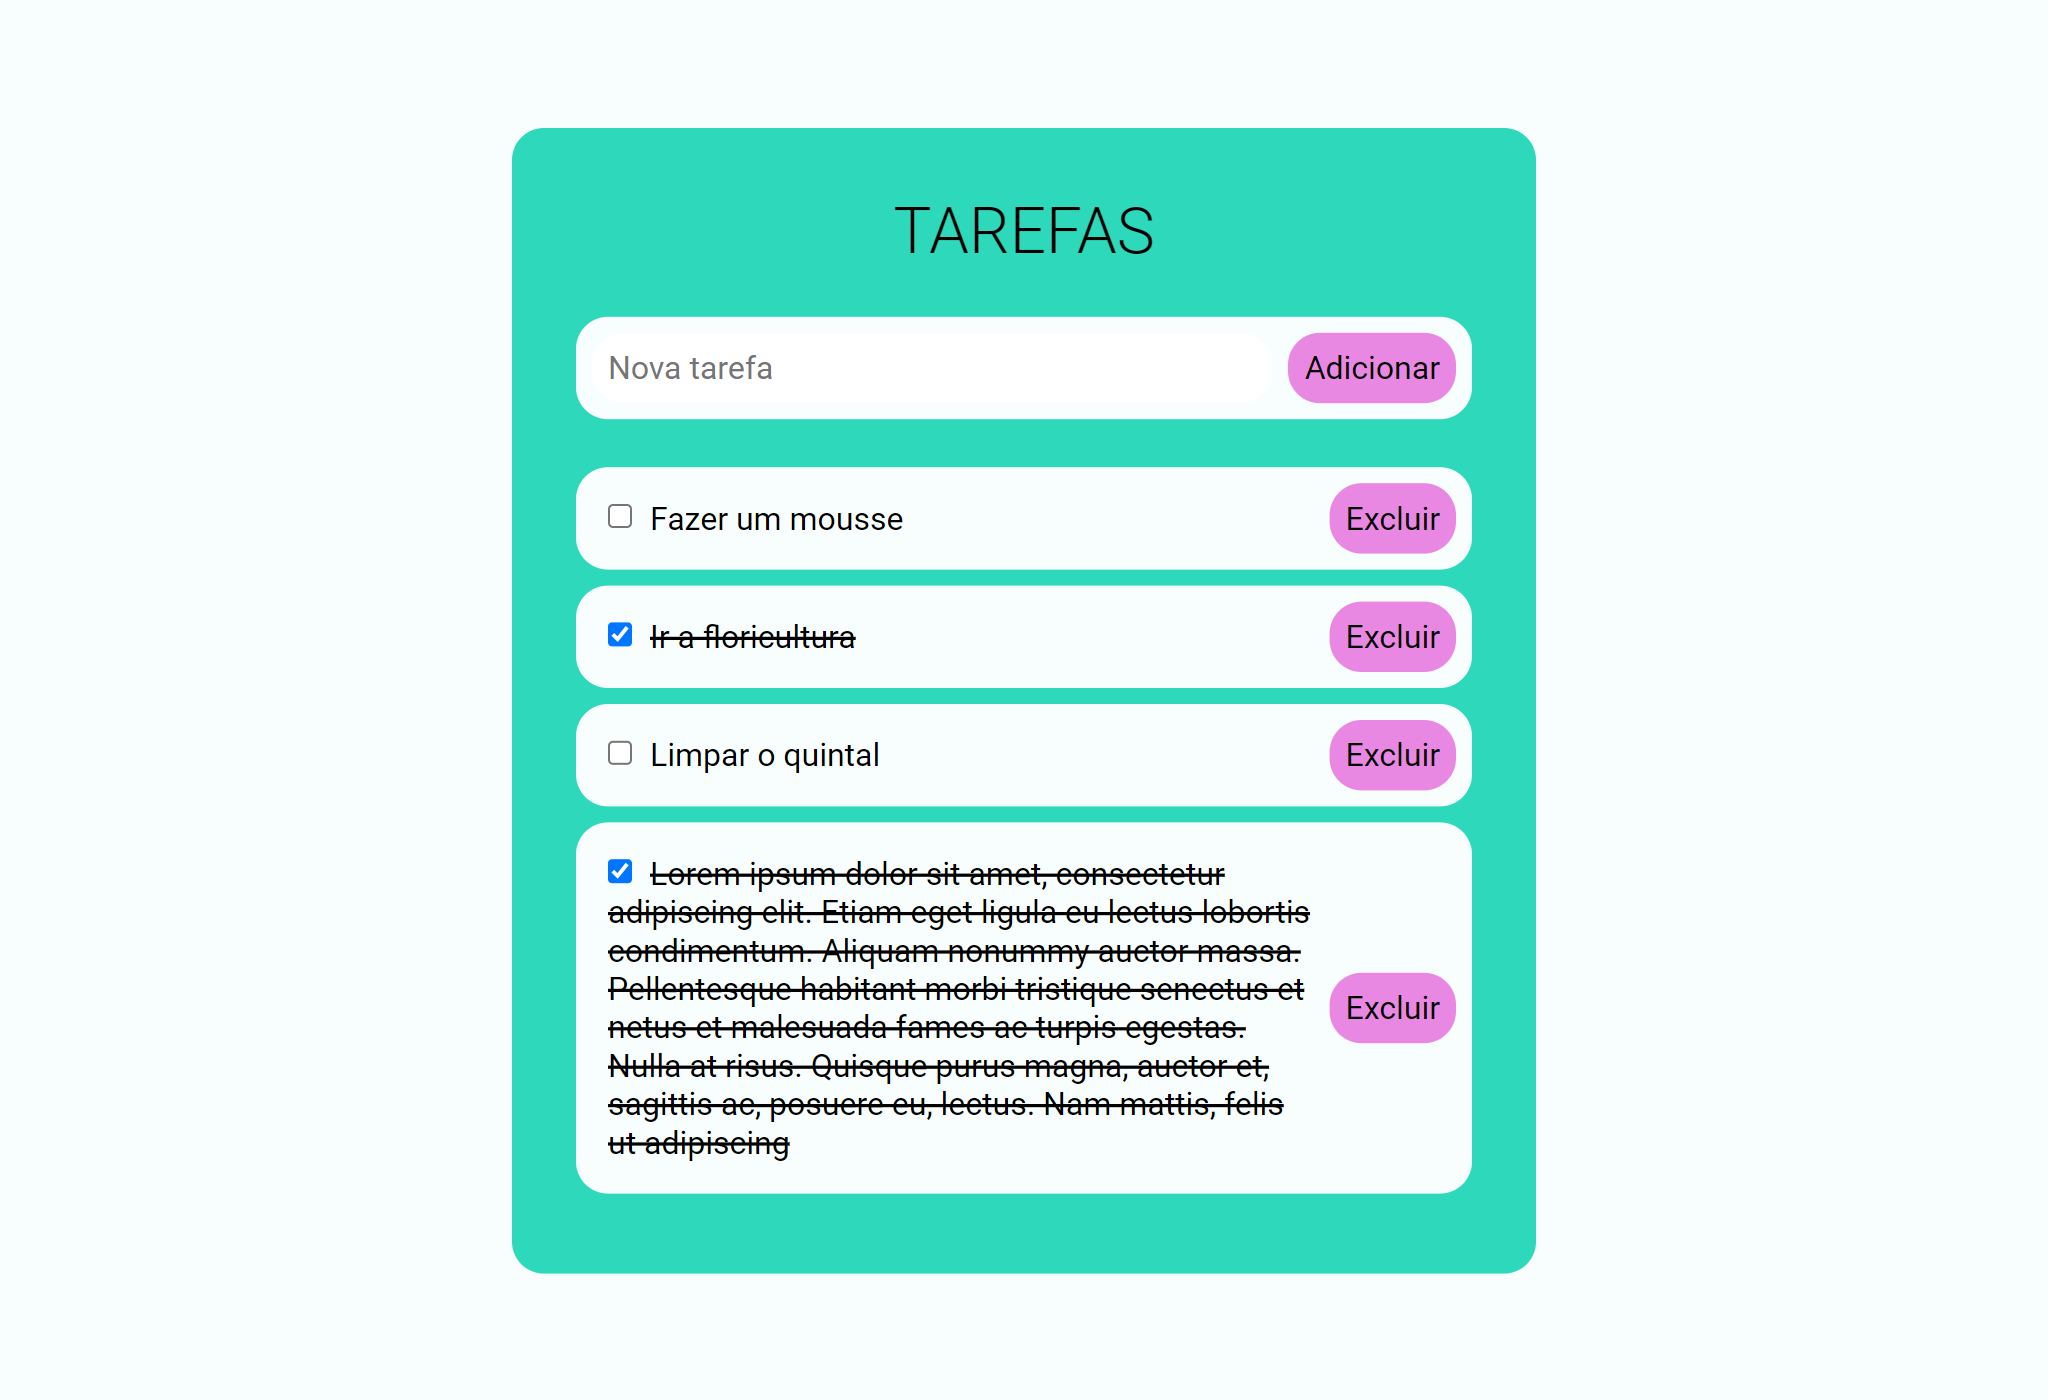 TAREFAS
Nova tarefa
Adicionar
Fazer um mousse
Excluir
Ir a floricultura
Excluir
Limpar o quintal
Excluir
Lorem ipsum dolor sit amet, consectetur
adipiscing elit. Etiam eget ligula eu lectus lobortis
condimentum. Aliquam nonummy auctor massa.
Pellentesque habitant morbi tristique senectus et
netus et malesuada fames ac turpis egestas.
Nulla at risus. Quisque purus magna, auctor et,
sagittis ac, posuere eu, lectus. Nam mattis, felis
ut adipiscing
Excluir